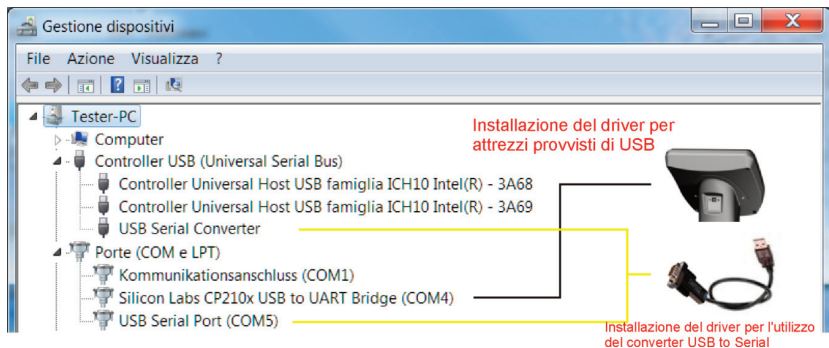 Gestione dispositivi
File Azione Visualizza ?
Tester-PC
Computer
Controller USB (Universal Serial Bus)
Controller Universal Host USB famiglia ICH10 Intel(R) - 3A68
Controller Universal Host USB famiglia ICH10 Intel(R) - 3A69
USB Serial Converter
Porte (COM e LPT)
Kommunikationsanschluss (COM1)
Silicon Labs CP210x USB to UART Bridge (COM4)
USB Serial Port (COM5)
Installazione del driver per
attrezzi provvisti di USB
Installazione del driver per l'utilizzo
del converter USB to Serial